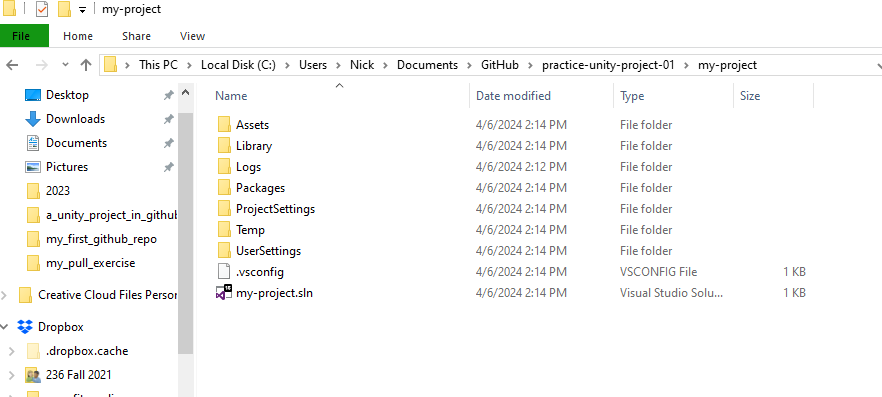 my-project
File Home Share View
This PC Local Disk (C:) Users Nick Documents GitHub practice-unity-project-01 my-project
Desktop
Downloads
Documents
Pictures
2023
a_unity_project_in_github
my_first_github_repo
my_pull_exercise
Creative Cloud Files Person
Dropbox
.dropbox.cache
236 Fall 2021
Name Date modified Type Size
Assets 4/6/2024 2:14 PM File folder
Library 4/6/2024 2:14 PM File folder
Logs 4/6/2024 2:12 PM File folder
Packages 4/6/2024 2:14 PM File folder
ProjectSettings 4/6/2024 2:14 PM File folder
Temp 4/6/2024 2:14 PM File folder
UserSettings 4/6/2024 2:14 PM File folder
.vsconfig 4/6/2024 2:14 PM VSCONFIG File 1 KB
my-project.sln 4/6/2024 2:14 PM Visual Studio Solu... 1 KB